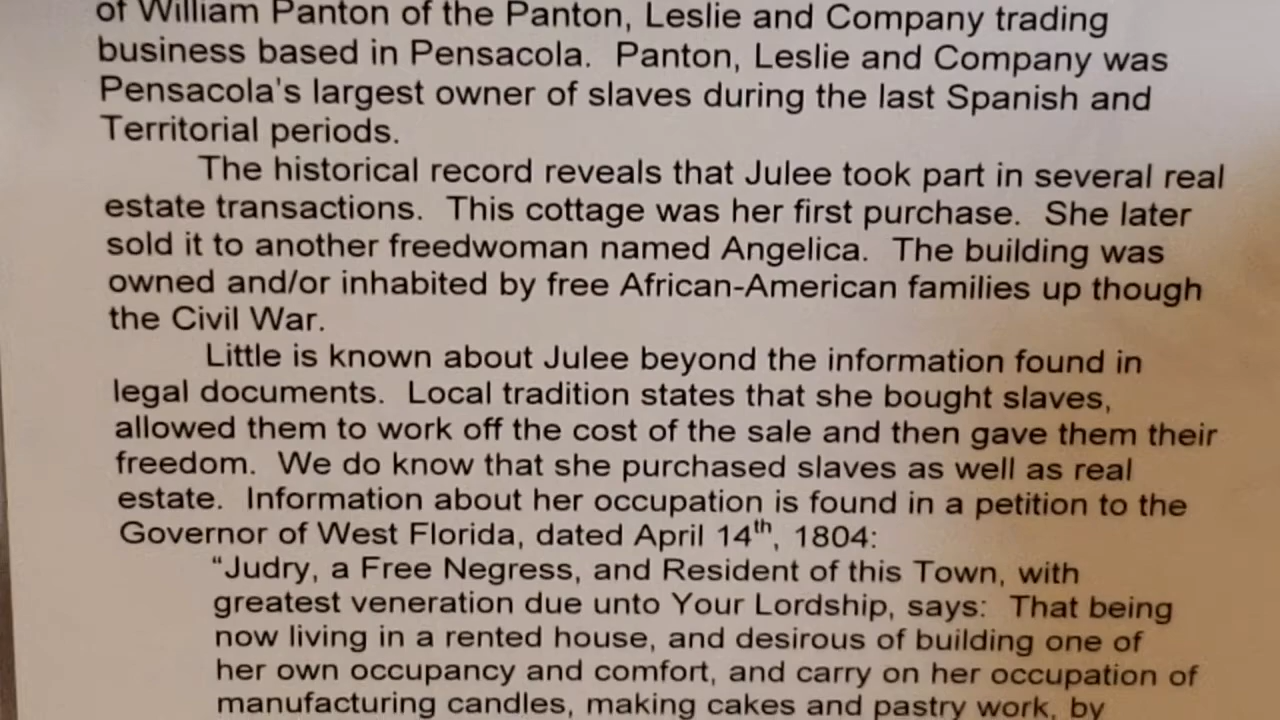 of William Panton of the Panton, Leslie and Company trading
business based in Pensacola.  Panton, Leslie and Company was
Pensacola's largest owner of slaves during the last Spanish and
Territorial periods.
The historical record reveals that Julee took part in several real
estate transactions.  This cottage was her first purchase.  She later
sold it to another freedwoman named Angelica.  The building was
owned and/or inhabited by free African-American families up though
the Civil War.
Little is known about Julee beyond the information found in
legal documents.  Local tradition states that she bought slaves,
allowed them to work off the cost of the sale and then gave them their
freedom.  We do know that she purchased slaves as well as real
estate.  Information about her occupation is found in a petition to the
Governor of West Florida, dated April 14th, 1804:
“Judry, a Free Negress, and Resident of this Town, with
greatest veneration due unto Your Lordship, says:  That being
now living in a rented house, and desirous of building one of
her own occupancy and comfort, and carry on her occupation of
manufacturing candles, making cakes and pastry work, by